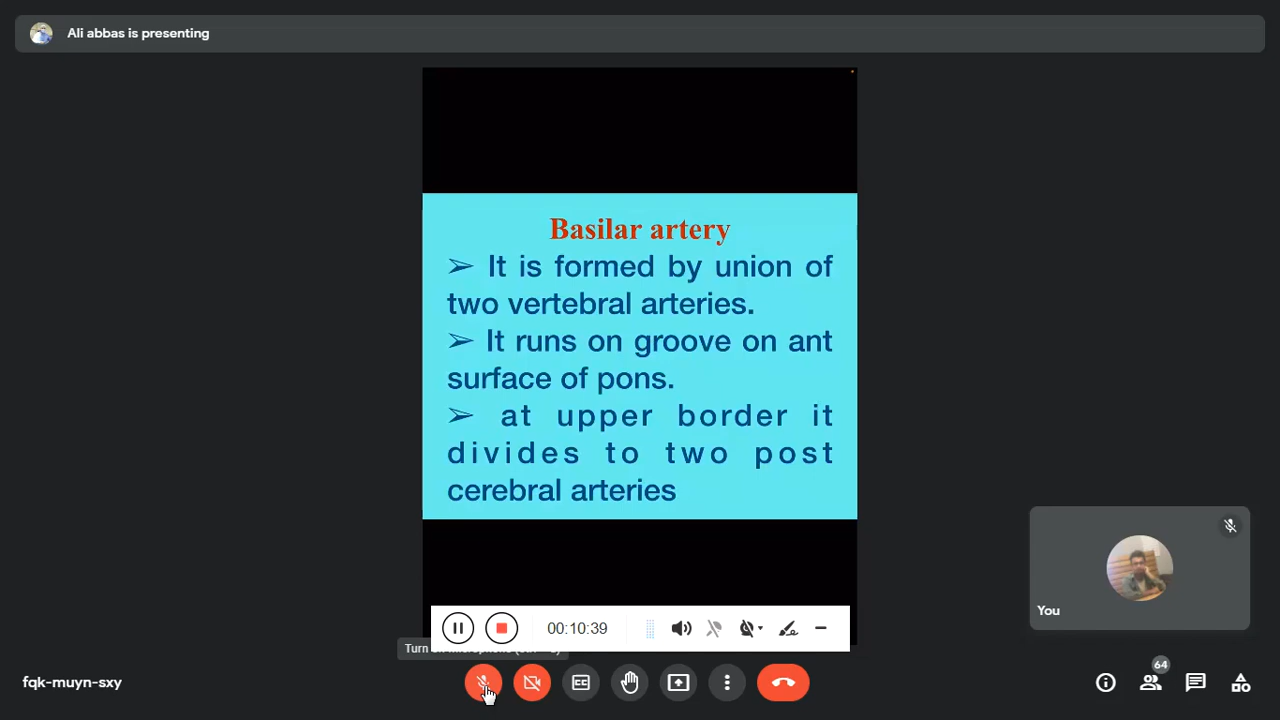 Ali abbas is presenting
Basilar artery
➢ It is formed by union of
two vertebral arteries.
➢ It runs on groove on ant
surface of pons.
➢ at upper border it
divides to two post
cerebral arteries
You
00:10:39
fqk-muyn-sxy
64